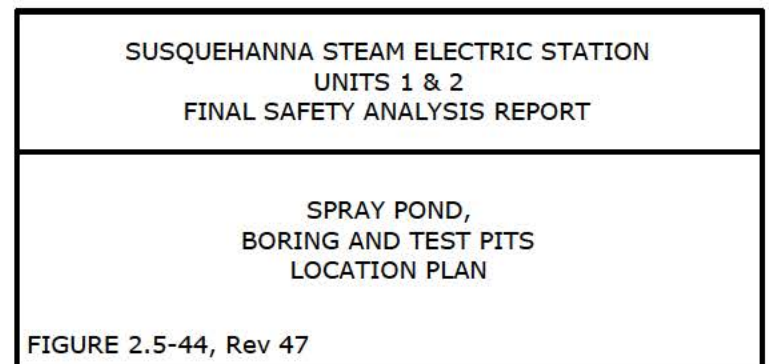 SUSQUEHANNA STEAM ELECTRIC STATION
UNITS 1 & 2
FINAL SAFETY ANALYSIS REPORT
SPRAY POND,
BORING AND TEST PITS
LOCATION PLAN
FIGURE 2.5-44, Rev 47